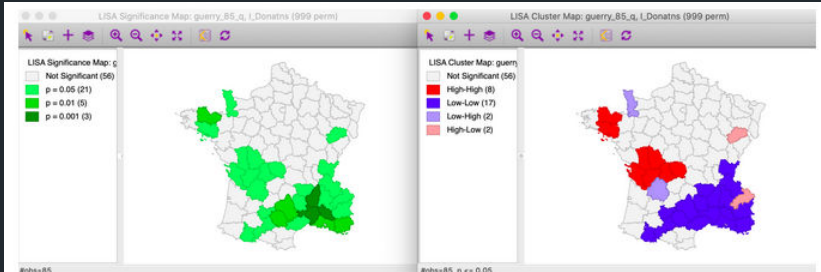 LISA Significance Map: guerry_85_q, I_Donatns (999 perm)
LISA Significance Map: g
Not Significant (56)
p = 0.05 (21)
p = 0.01 (5)
p = 0.001 (3)
#obs=85
LISA Cluster Map: guerry_85_q, I_Donatns (999 perm)
LISA Cluster Map: guerry
Not Significant (56)
High-High (8)
Low-Low (17)
Low-High (2)
High-Low (2)
#obs=85 p <= 0.05